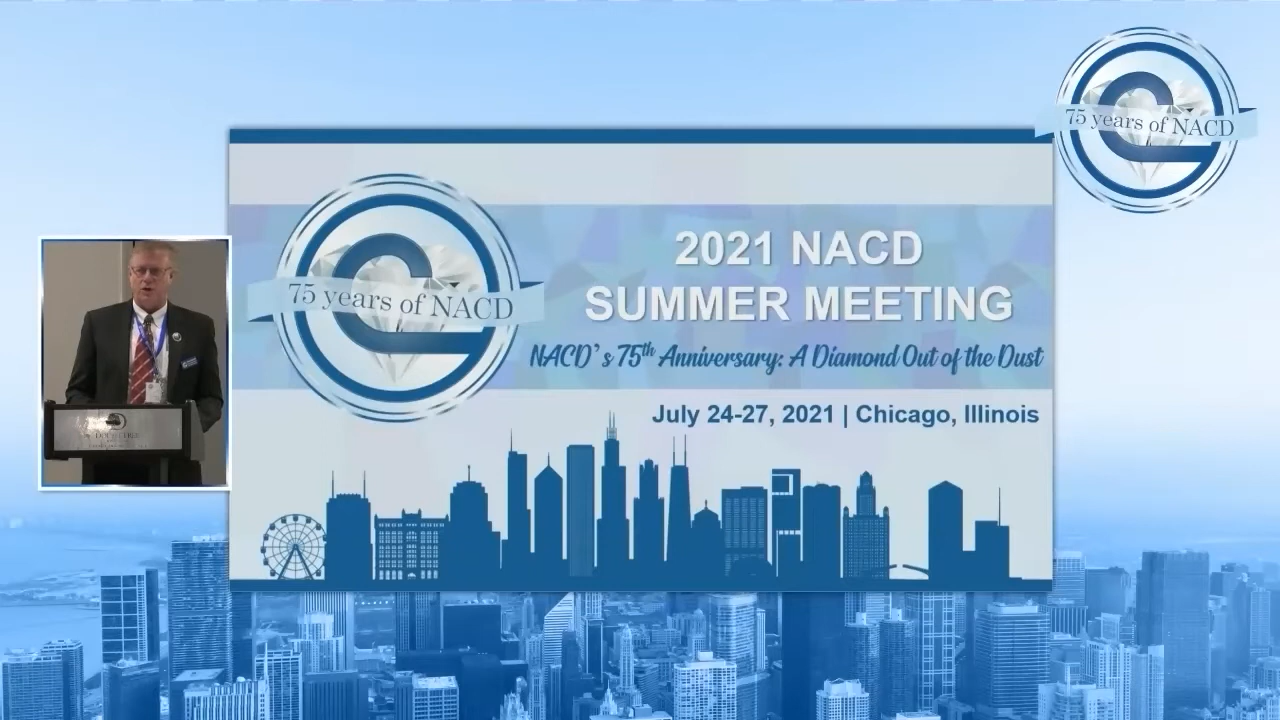 75 years of NACD
2021 NACD
SUMMER MEETING
75 years of NACD
NACD's 75th Anniversary: A Diamond Out of the Dust
July 24-27, 2021 | Chicago, Illinois